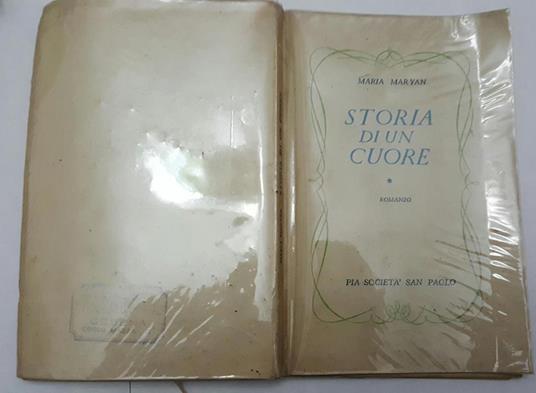 MARIA MARYAN
STORIA
DI UN
CUORE
*
ROMANZO
PIA SOCIETA' SAN PAOLO